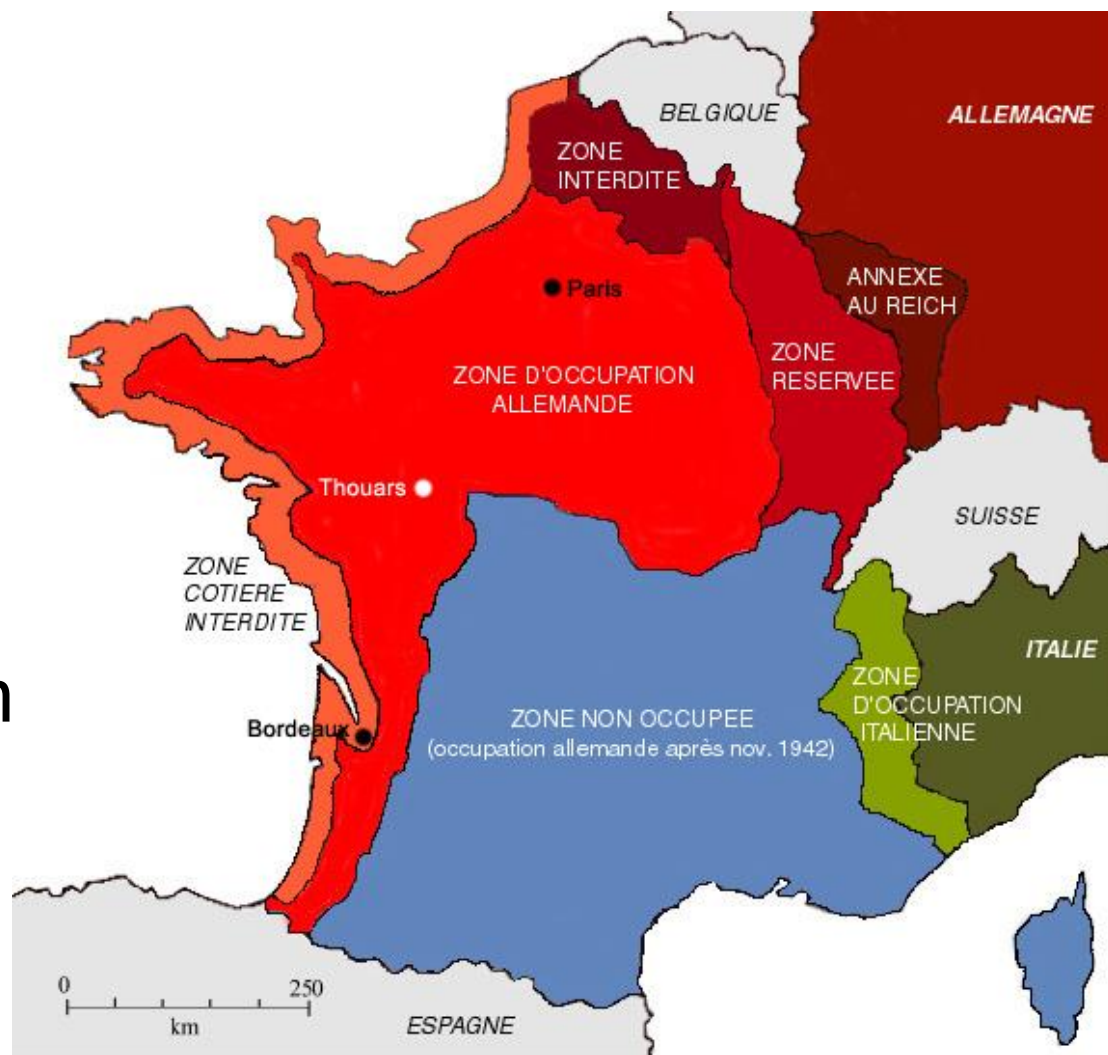 BELGIQUE
ALLEMAGNE
ZONE
INTERDITE
ANNEXE
AU REICH
Paris
ZONE
RESERVEE
ZONE D'OCCUPATION
ALLEMANDE
Thouars
SUISSE
ZONE
COTIERE
INTERDITE
ITALIE
n
ZONE
D'OCCUPATION
ITALIENNE
Bordeaux
ZONE NON OCCUPEE
(occupation allemande après nov. 1942)
0 250
km
ESPAGNE